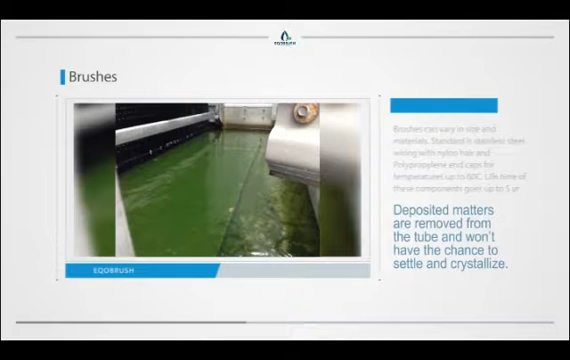 EQOBRUSH
Brushes
Brushes can vary in size and
materials. Standard is stainless steel
wiring with nylon hair and
Polypropylene end caps for
temperatures up to 80C. Life time of
these components goes up to 5 yr
Deposited matters
are removed from
the tube and won't
have the chance to
settle and crystallize.
EQOBRUSH